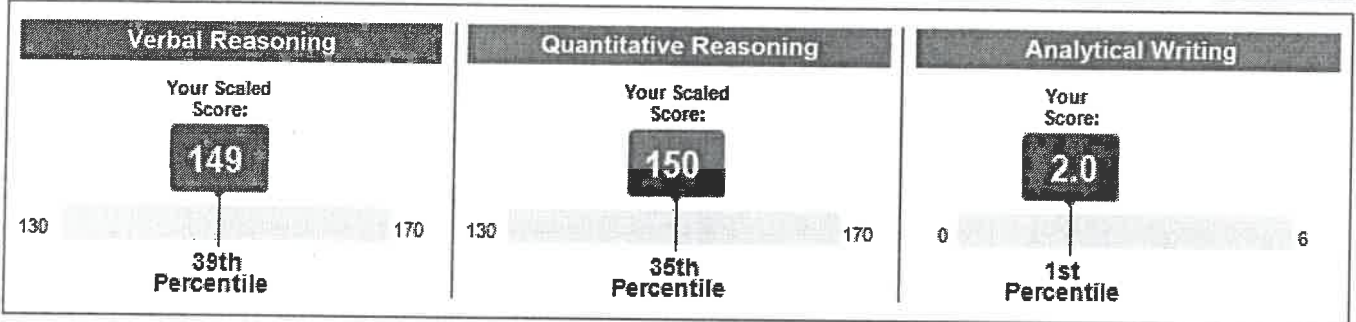 Verbal Reasoning
Your Scaled
Score:
149
130
170
39th
Percentile
Quantitative Reasoning
Your Scaled
Score:
150
130
170
35th
Percentile
Analytical Writing
Your
Score:
2.0
0
6
1st
Percentile